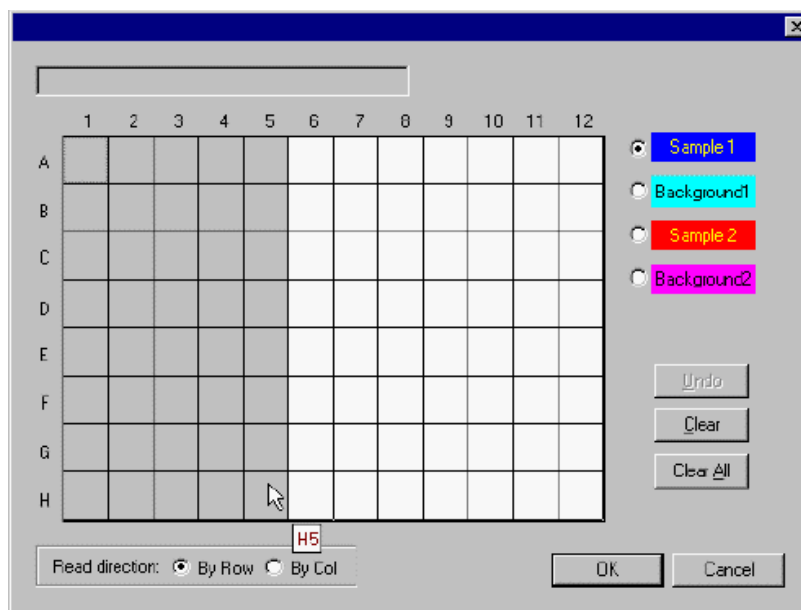 1 2 3 4 5 6 7 8 9 10 11 12
A
Sample 1
B
Background1
C
Sample 2
D
Background2
E
F
Undo
G
Clear
H
Clear All
H5
Read direction: By Row By Col
OK
Cancel